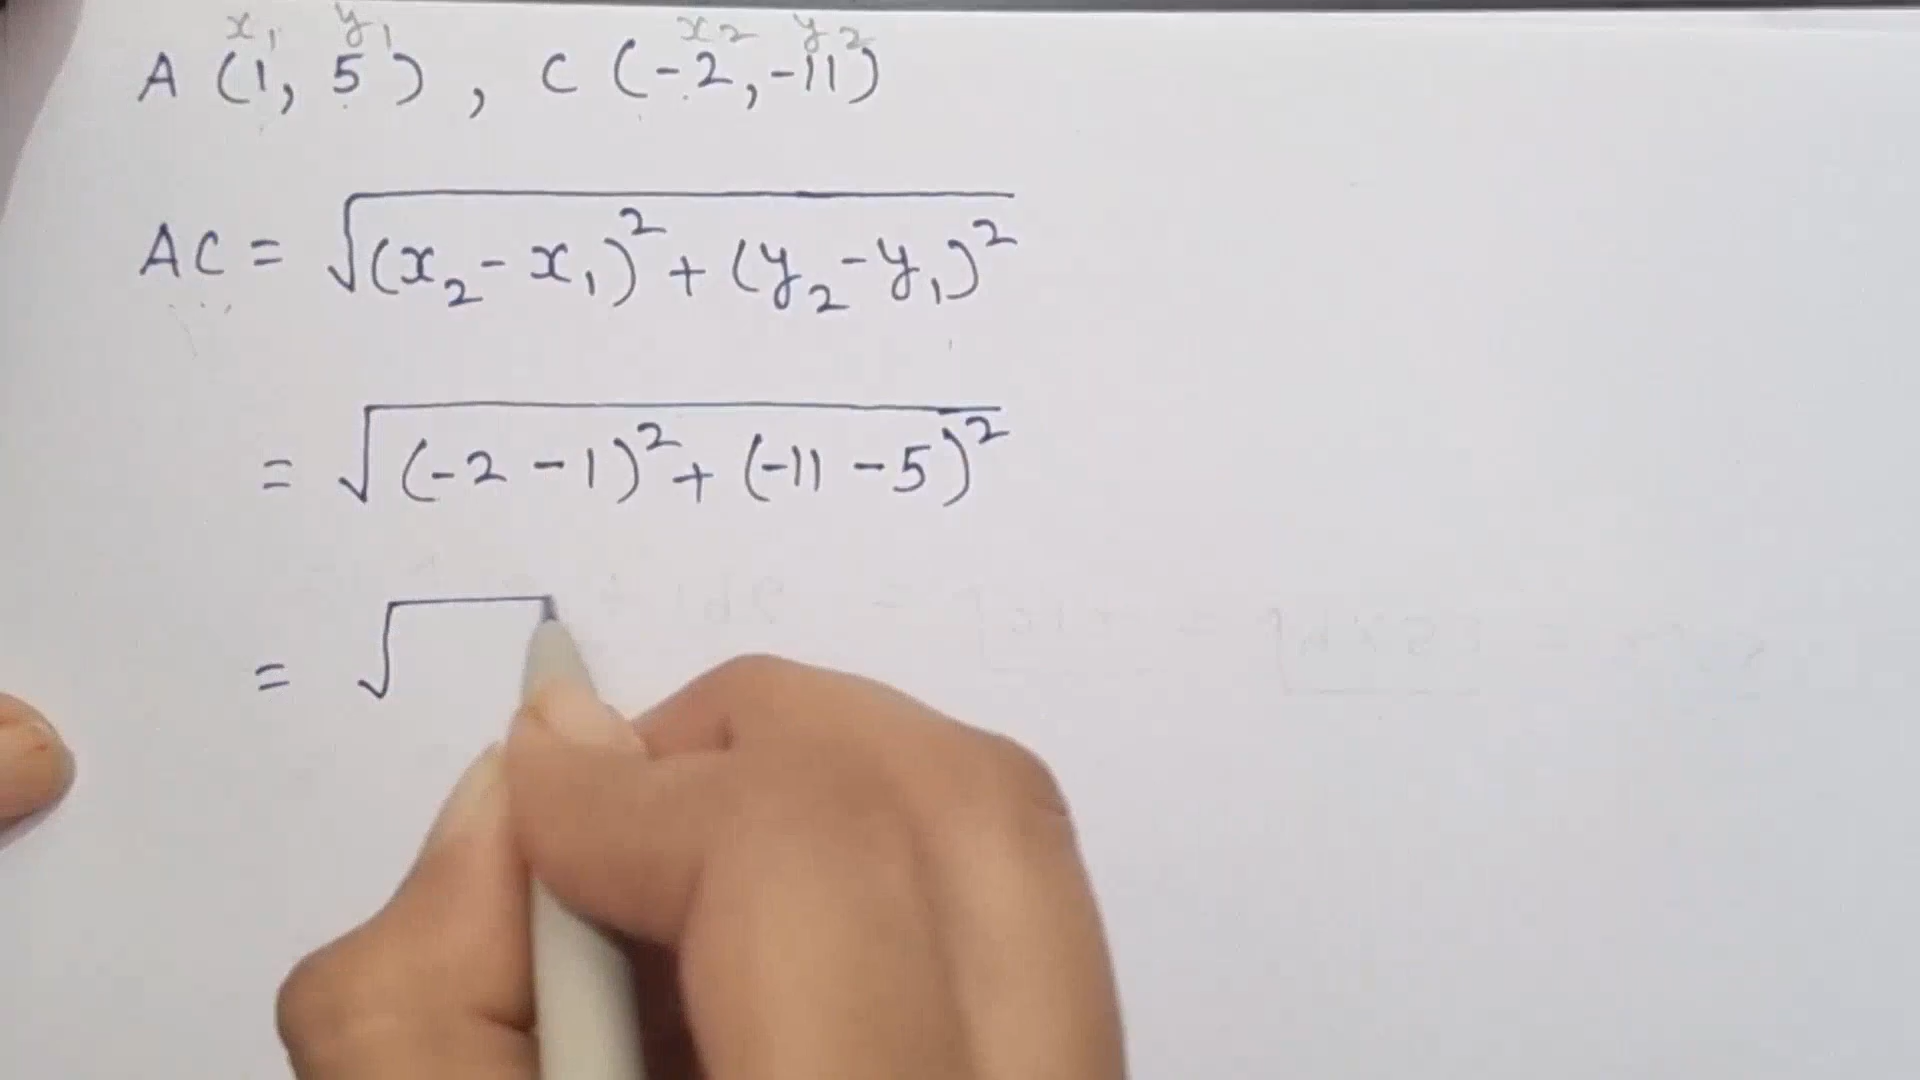 x₁ y₁ x₂ y₂
A (1, 5) , C (-2, -11)
AC = √(x₂ - x₁)² + (y₂ - y₁)²
= √(-2 - 1)² + (-11 - 5)²
= √